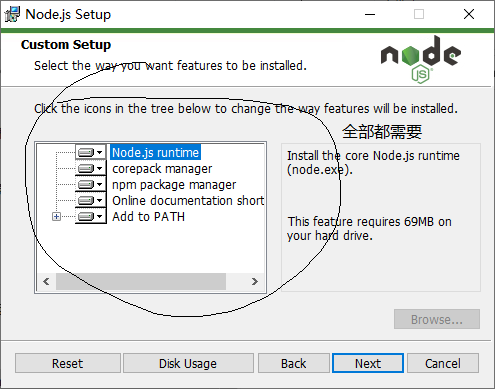 Node.js Setup
Custom Setup
Select the way you want features to be installed.
node
JS
Click the icons in the tree below to change the way features will be installed.
全部都需要
Node.js runtime
corepack manager
npm package manager
Online documentation short
Add to PATH
Install the core Node.js runtime
(node.exe).
This feature requires 69MB on
your hard drive.
Browse...
Reset
Disk Usage
Back
Next
Cancel